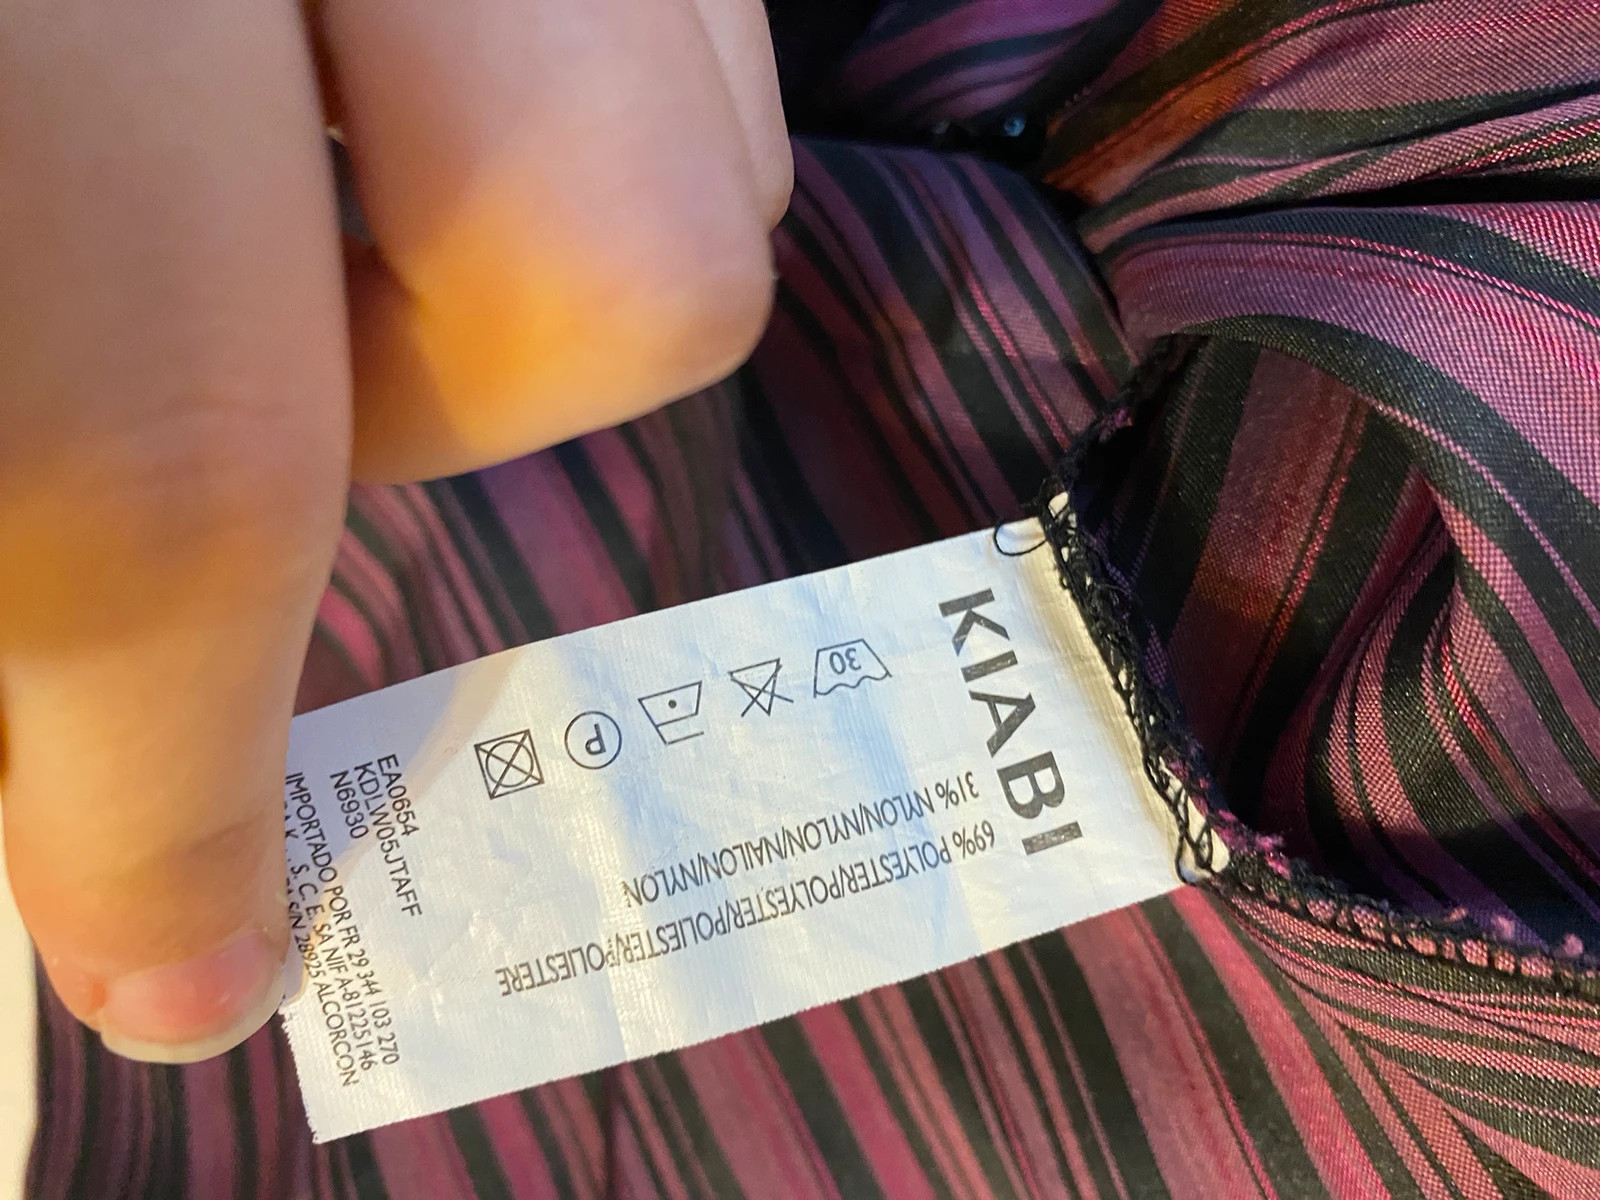 KIABI
69% POLYESTER/POLYESTER/POLIESTER/POLIESTERE
31% NYLON/NYLON/NAILON/NYLON
30
P
EA0654
KDLW05JTAFF
N6930
IMPORTADO POR FR 29 344 103 270
S. C. E. SA NIF A-81225146
S/N 28925 ALCORCON